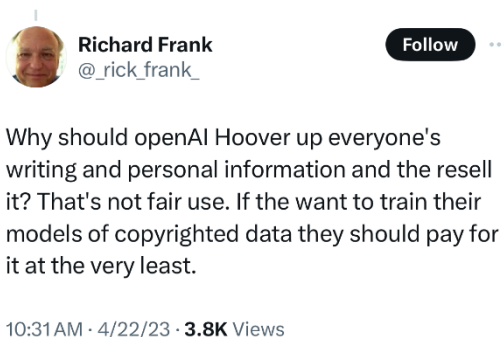 Richard Frank
@_rick_frank_
Follow
Why should openAI Hoover up everyone's
writing and personal information and the resell
it? That's not fair use. If the want to train their
models of copyrighted data they should pay for
it at the very least.
10:31 AM · 4/22/23 · 3.8K Views